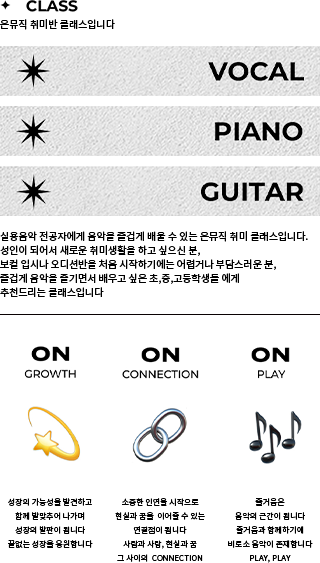 CLASS
은뮤직 취미반 클래스입니다
VOCAL
PIANO
GUITAR
실용음악 전공자에게 음악을 즐겁게 배울 수 있는 은뮤직 취미 클래스입니다.
성인이 되어서 새로운 취미생활을 하고 싶으신 분,
보컬 입시나 오디션반을 처음 시작하기에는 어렵거나 부담스러운 분,
즐겁게 음악을 즐기면서 배우고 싶은 초,중,고등학생들 에게
추천드리는 클래스입니다
ON
GROWTH
성장의 가능성을 발견하고
함께 발맞추어 나가며
성장의 발판이 됩니다
끝없는 성장을 응원합니다
ON
CONNECTION
소중한 인연을 시작으로
현실과 꿈을 이어줄 수 있는
연결점이 됩니다
사람과 사람, 현실과 꿈
그 사이의 CONNECTION
ON
PLAY
즐거움은
음악의 근간이 됩니다
즐거움과 함께하기에
비로소 음악이 존재합니다
PLAY, PLAY